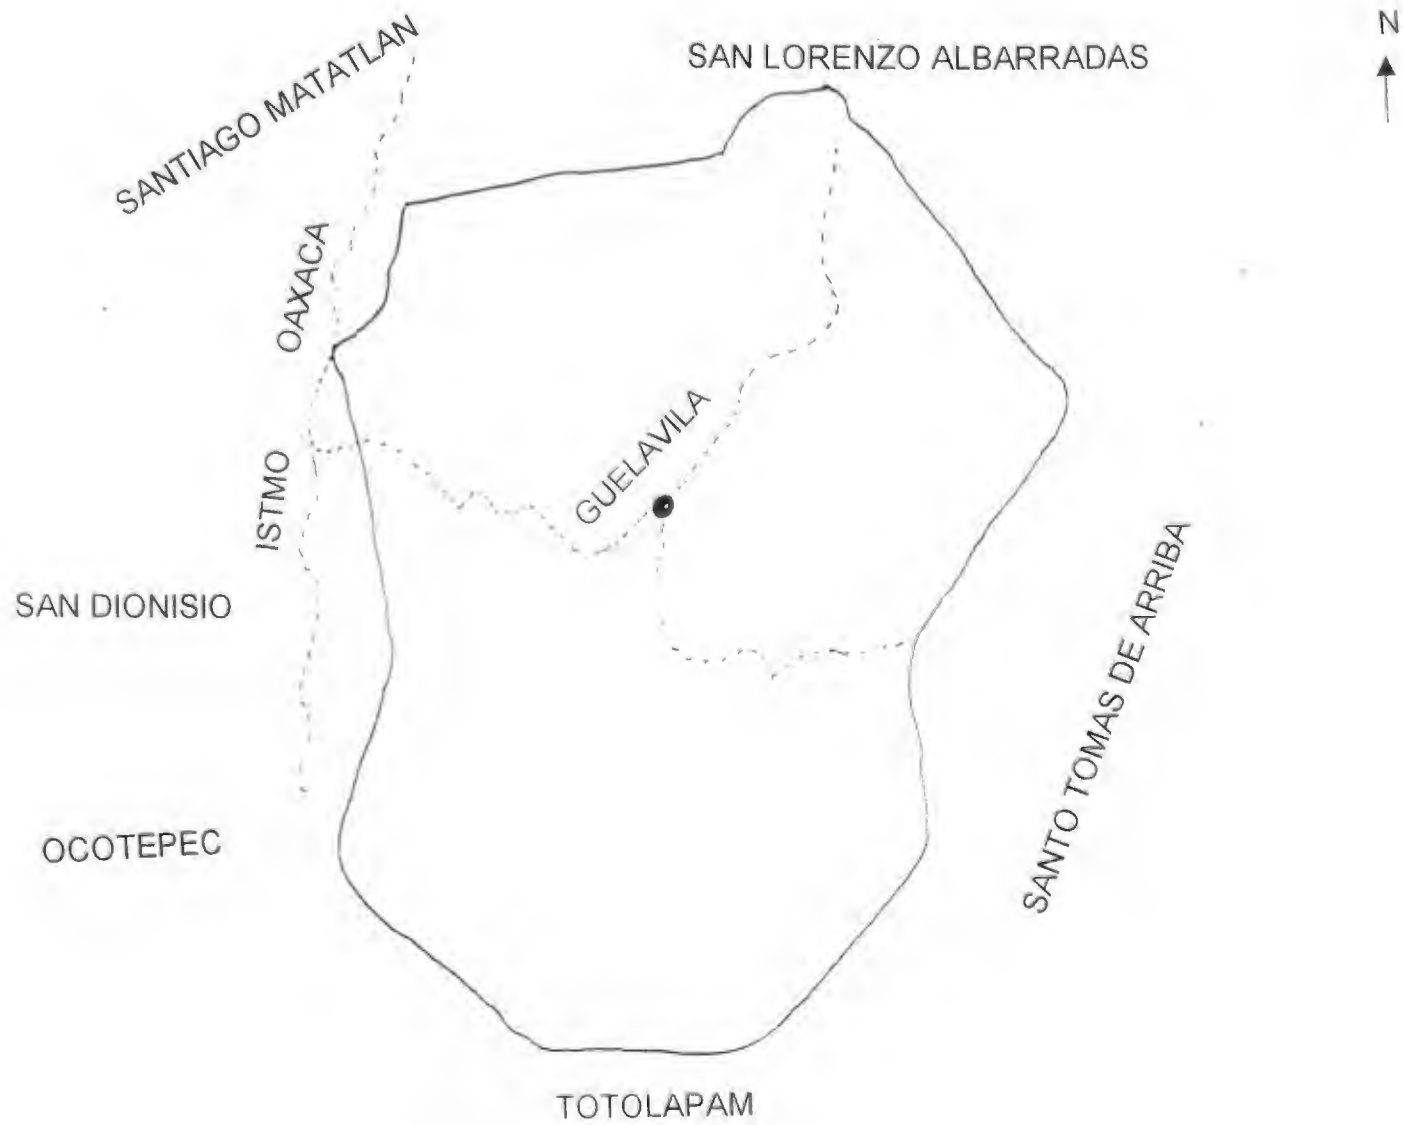 N
SAN LORENZO ALBARRADAS
SANTIAGO MATATLAN
OAXACA
GUELAVILA
ISTMO
SAN DIONISIO
SANTO TOMAS DE ARRIBA
OCOTEPEC
TOTOLAPAM